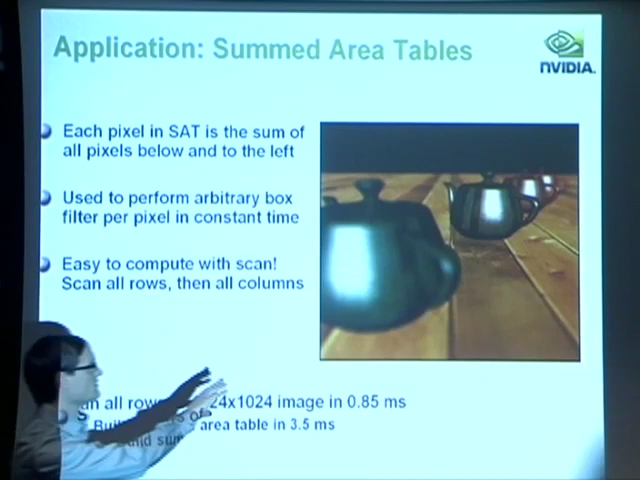 Application: Summed Area Tables
NVIDIA.
Each pixel in SAT is the sum of
all pixels below and to the left
Used to perform arbitrary box
filter per pixel in constant time
Easy to compute with scan!
Scan all rows, then all columns
all rows 24x1024 image in 0.85 ms
area table in 3.5 ms